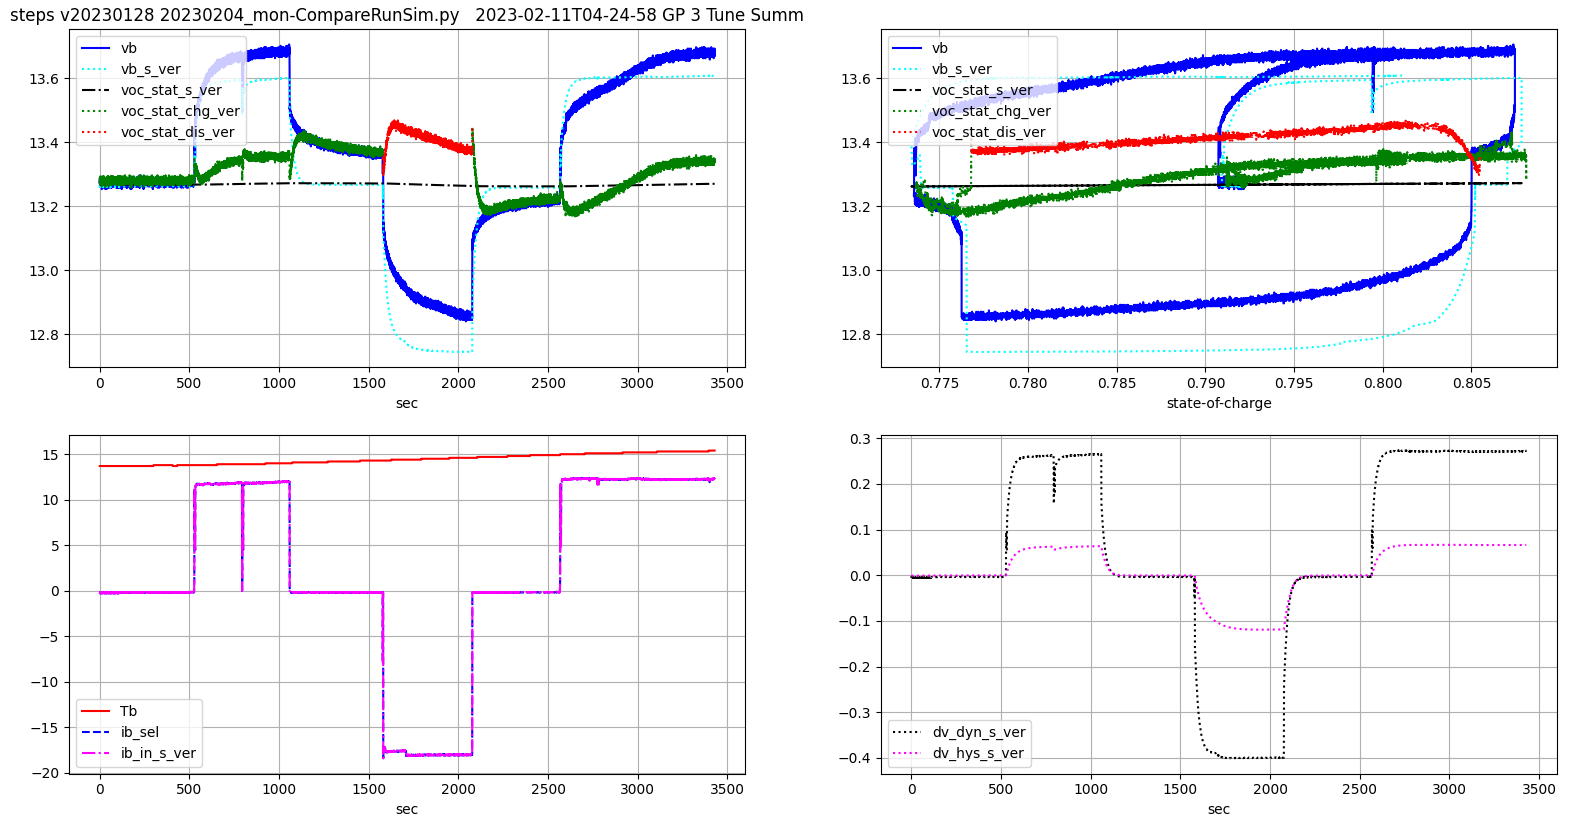 steps v20230128 20230204_mon-CompareRunSim.py   2023-02-11T04-24-58 GP 3 Tune Summ
13.6
13.4
13.2
13.0
12.8
vb
vb_s_ver
voc_stat_s_ver
voc_stat_chg_ver
voc_stat_dis_ver
0 500 1000 1500 2000 2500 3000 3500
sec
13.6
13.4
13.2
13.0
12.8
vb
vb_s_ver
voc_stat_s_ver
voc_stat_chg_ver
voc_stat_dis_ver
0.775 0.780 0.785 0.790 0.795 0.800 0.805
state-of-charge
15
10
5
0
−5
−10
−15
−20
Tb
ib_sel
ib_in_s_ver
0 500 1000 1500 2000 2500 3000 3500
sec
0.3
0.2
0.1
0.0
−0.1
−0.2
−0.3
−0.4
dv_dyn_s_ver
dv_hys_s_ver
0 500 1000 1500 2000 2500 3000 3500
sec